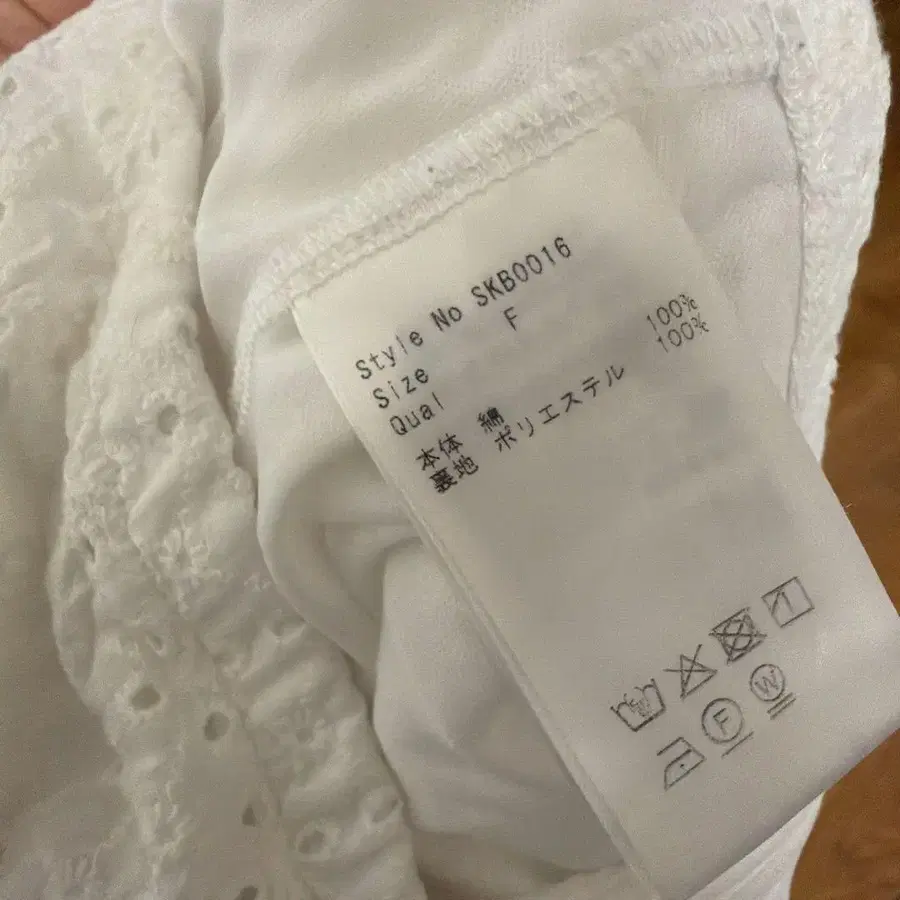 Style No SKB0016
Size F
Qual
本体 綿 100%
裏地 ポリエステル 100%
F W